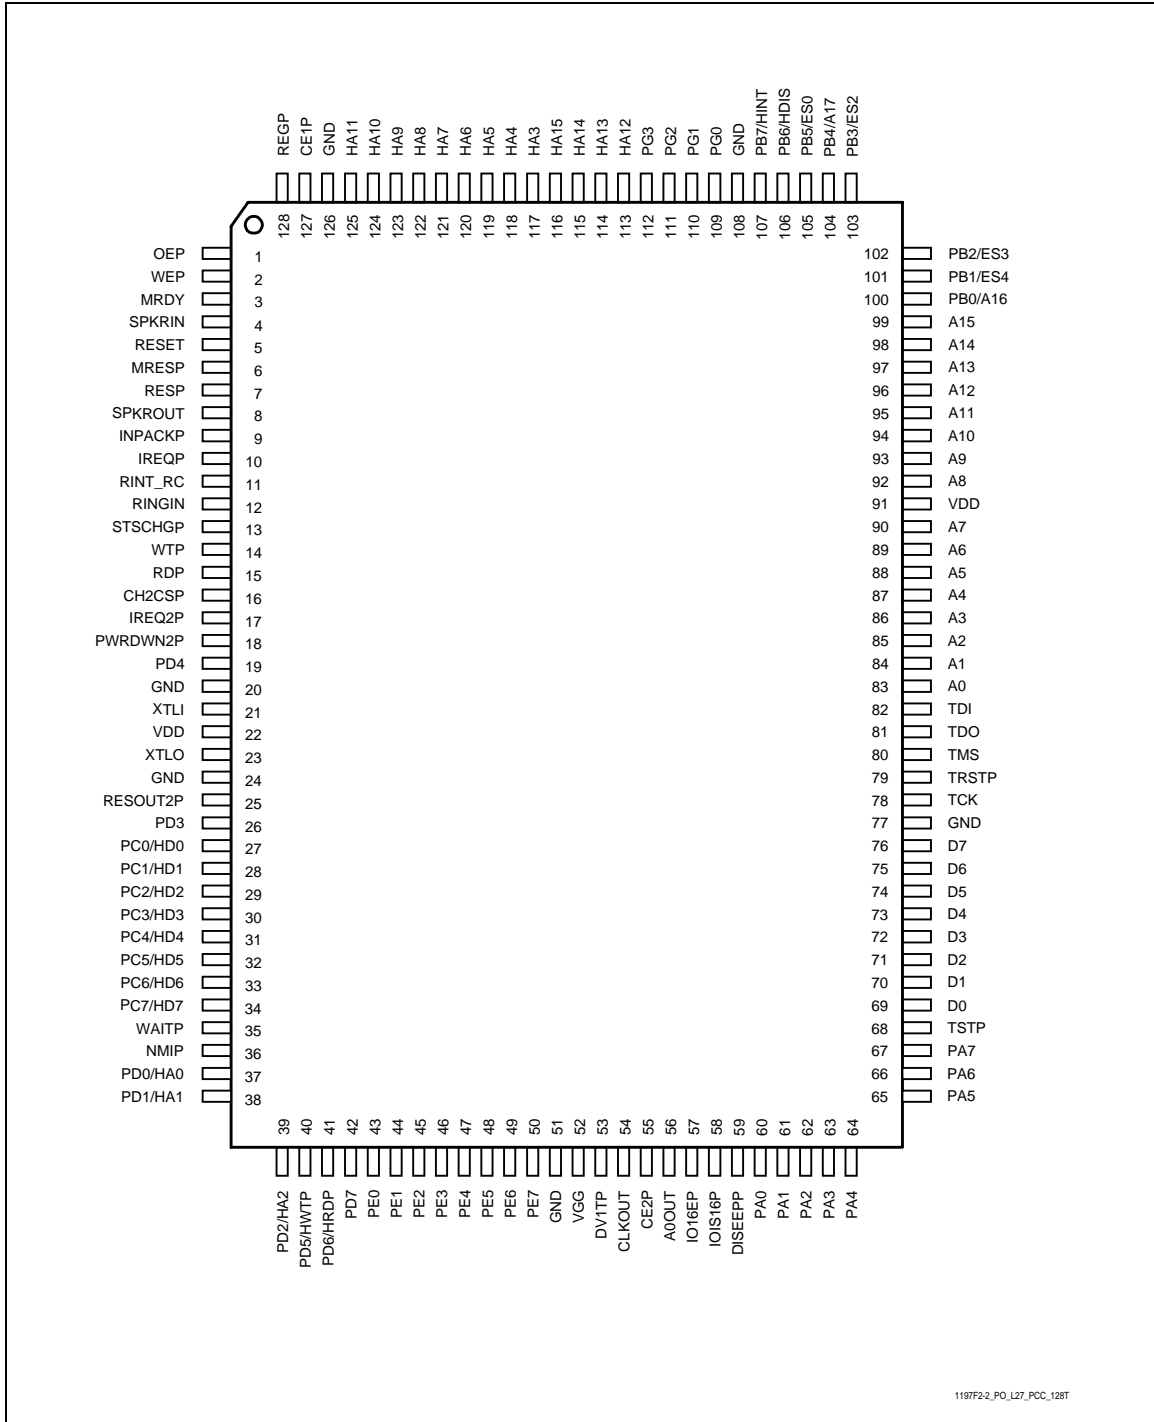 REGP
CE1P
GND
HA11
HA10
HA9
HA8
HA7
HA6
HA5
HA4
HA3
HA15
HA14
HA13
HA12
PG3
PG2
PG1
PG0
GND
PB7/HINT
PB6/HDIS
PB5/ES0
PB4/A17
PB3/ES2
128
127
126
125
124
123
122
121
120
119
118
117
116
115
114
113
112
111
110
109
108
107
106
105
104
103
OEP 1
WEP 2
MRDY 3
SPKRIN 4
RESET 5
MRESP 6
RESP 7
SPKROUT 8
INPACKP 9
IREQP 10
RINT_RC 11
RINGIN 12
STSCHGP 13
WTP 14
RDP 15
CH2CSP 16
IREQ2P 17
PWRDWN2P 18
PD4 19
GND 20
XTLI 21
VDD 22
XTLO 23
GND 24
RESOUT2P 25
PD3 26
PC0/HD0 27
PC1/HD1 28
PC2/HD2 29
PC3/HD3 30
PC4/HD4 31
PC5/HD5 32
PC6/HD6 33
PC7/HD7 34
WAITP 35
NMIP 36
PD0/HA0 37
PD1/HA1 38
102 PB2/ES3
101 PB1/ES4
100 PB0/A16
99 A15
98 A14
97 A13
96 A12
95 A11
94 A10
93 A9
92 A8
91 VDD
90 A7
89 A6
88 A5
87 A4
86 A3
85 A2
84 A1
83 A0
82 TDI
81 TDO
80 TMS
79 TRSTP
78 TCK
77 GND
76 D7
75 D6
74 D5
73 D4
72 D3
71 D2
70 D1
69 D0
68 TSTP
67 PA7
66 PA6
65 PA5
39
40
41
42
43
44
45
46
47
48
49
50
51
52
53
54
55
56
57
58
59
60
61
62
63
64
PD2/HA2
PD5/HWTP
PD6/HRDP
PD7
PE0
PE1
PE2
PE3
PE4
PE5
PE6
PE7
GND
VGG
DV1TP
CLKOUT
CE2P
A0OUT
IO16EP
IOIS16P
DISEEPP
PA0
PA1
PA2
PA3
PA4
1197F2-2_PO_L27_PCC_128T